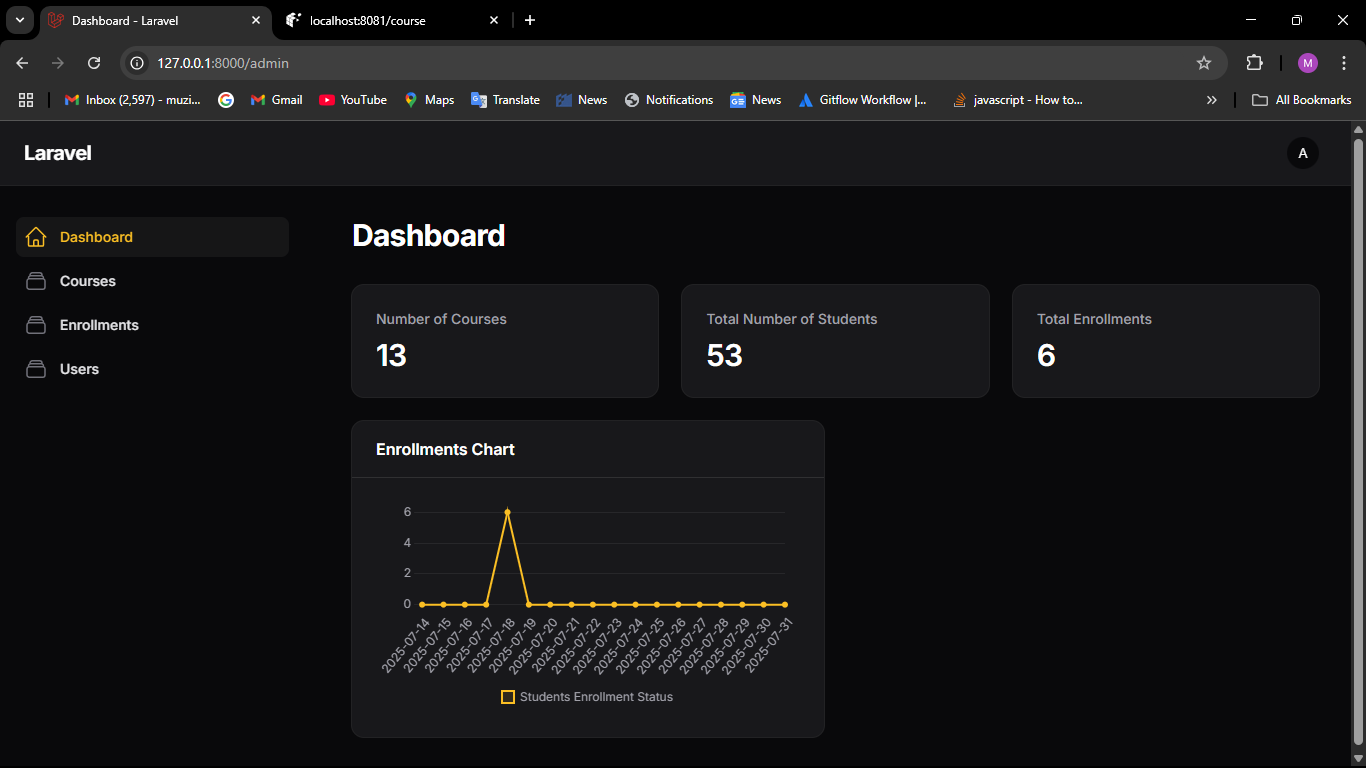 Dashboard - Laravel
localhost:8081/course
127.0.0.1:8000/admin
M
Inbox (2,597) - muzi...
Gmail
YouTube
Maps
Translate
News
Notifications
News
Gitflow Workflow |...
javascript - How to...
»
All Bookmarks
Laravel
A
Dashboard
Courses
Enrollments
Users
Dashboard
Number of Courses
13
Total Number of Students
53
Total Enrollments
6
Enrollments Chart
6
4
2
0
2025-07-14
2025-07-15
2025-07-16
2025-07-17
2025-07-18
2025-07-19
2025-07-20
2025-07-21
2025-07-22
2025-07-23
2025-07-24
2025-07-25
2025-07-26
2025-07-27
2025-07-28
2025-07-29
2025-07-30
2025-07-31
Students Enrollment Status